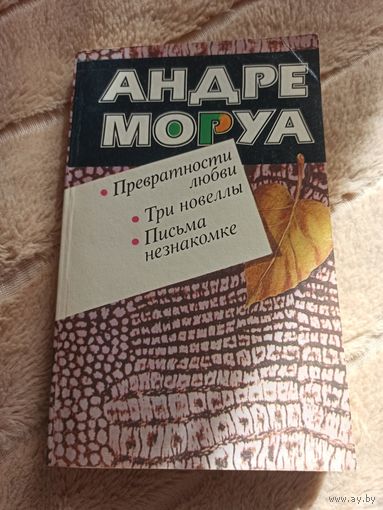 АНДРЕ
МОРУА
• Превратности
любви
• Три новеллы
• Письма
незнакомке
www.ay.by